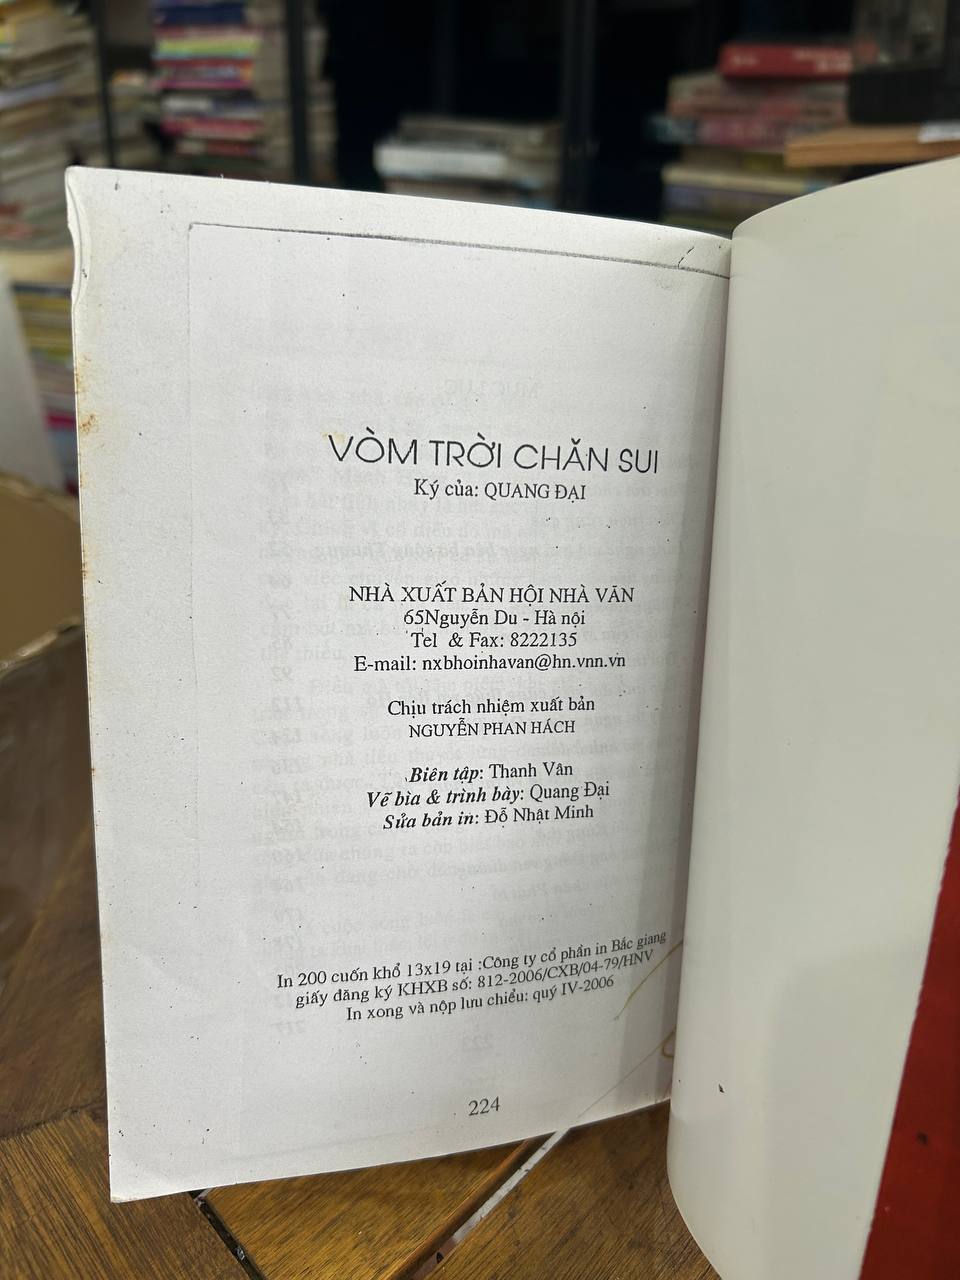 VÒM TRỜI CHĂN SUI
Ký của: QUANG ĐẠI
NHÀ XUẤT BẢN HỘI NHÀ VĂN
65Nguyễn Du - Hà nội
Tel & Fax: 8222135
E-mail: nxbhoinhavan@hn.vnn.vn
Chịu trách nhiệm xuất bản
NGUYỄN PHAN HÁCH
Biên tập: Thanh Vân
Vẽ bìa & trình bày: Quang Đại
Sửa bản in: Đỗ Nhật Minh
In 200 cuốn khổ 13x19 tại :Công ty cổ phần in Bắc giang
giấy đăng ký KHXB số: 812-2006/CXB/04-79/HNV
In xong và nộp lưu chiểu: quý IV-2006
224